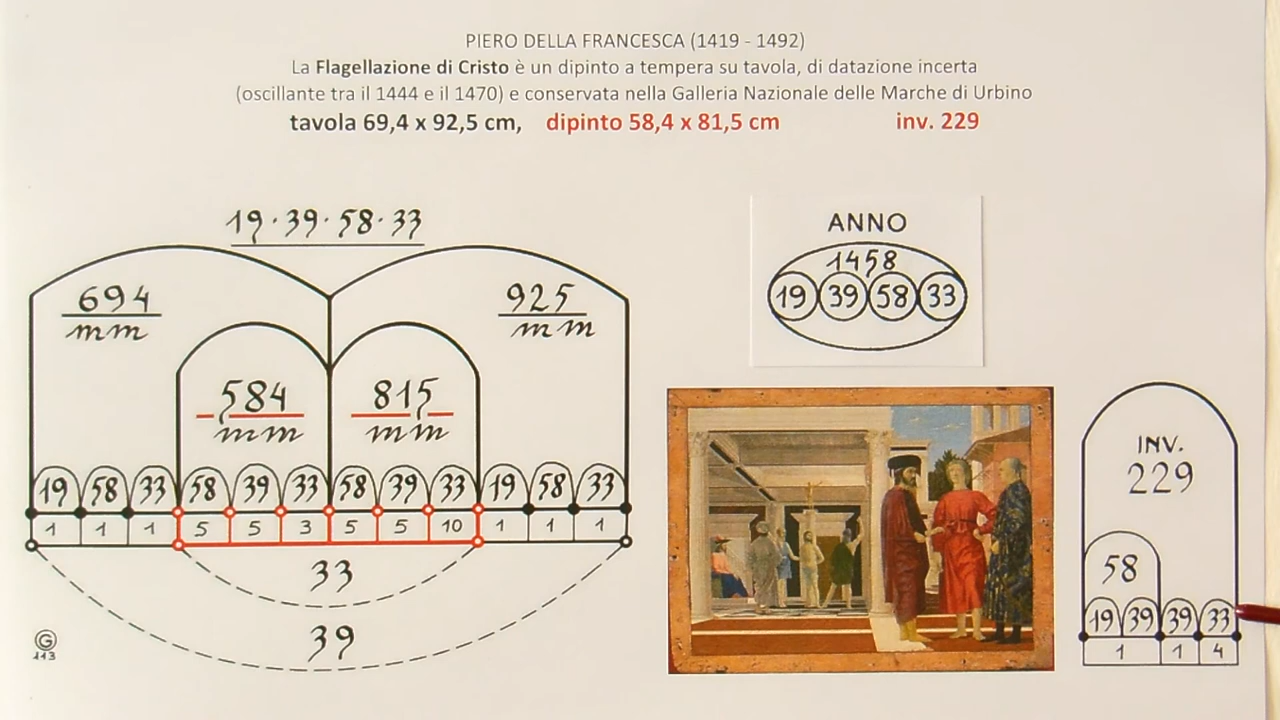 PIERO DELLA FRANCESCA (1419 - 1492)
La Flagellazione di Cristo è un dipinto a tempera su tavola, di datazione incerta
(oscillante tra il 1444 e il 1470) e conservata nella Galleria Nazionale delle Marche di Urbino
tavola 69,4 x 92,5 cm, dipinto 58,4 x 81,5 cm inv. 229
19·39·58·33
694
mm
925
mm
584
mm
815
mm
19 58 33 58 39 33 58 39 33 19 58 33
1 1 1 5 5 3 5 5 10 1 1 1
33
39
G
113
ANNO
1458
19 39 58 33
INV.
229
58
19 39 39 33
1 1 4